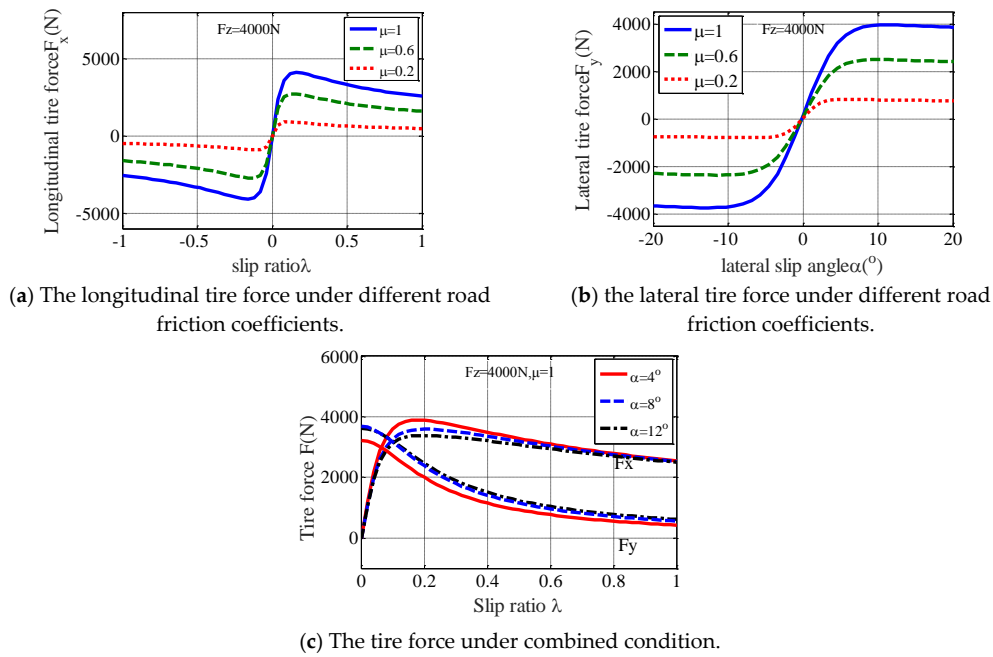 Fz=4000N
μ=1
μ=0.6
μ=0.2
Longitudinal tire forceF_x(N)
5000
0
-5000
-1
-0.5
0
0.5
1
slip ratioλ
(a) The longitudinal tire force under different road
friction coefficients.
Fz=4000N
μ=1
μ=0.6
μ=0.2
Lateral tire forceF_y(N)
4000
2000
0
-2000
-4000
-20
-10
0
10
20
lateral slip angleα(°)
(b) the lateral tire force under different road
friction coefficients.
Fz=4000N,μ=1
α=4°
α=8°
α=12°
Tire force F(N)
6000
4000
2000
0
Fx
Fy
0
0.2
0.4
0.6
0.8
1
Slip ratio λ
(c) The tire force under combined condition.